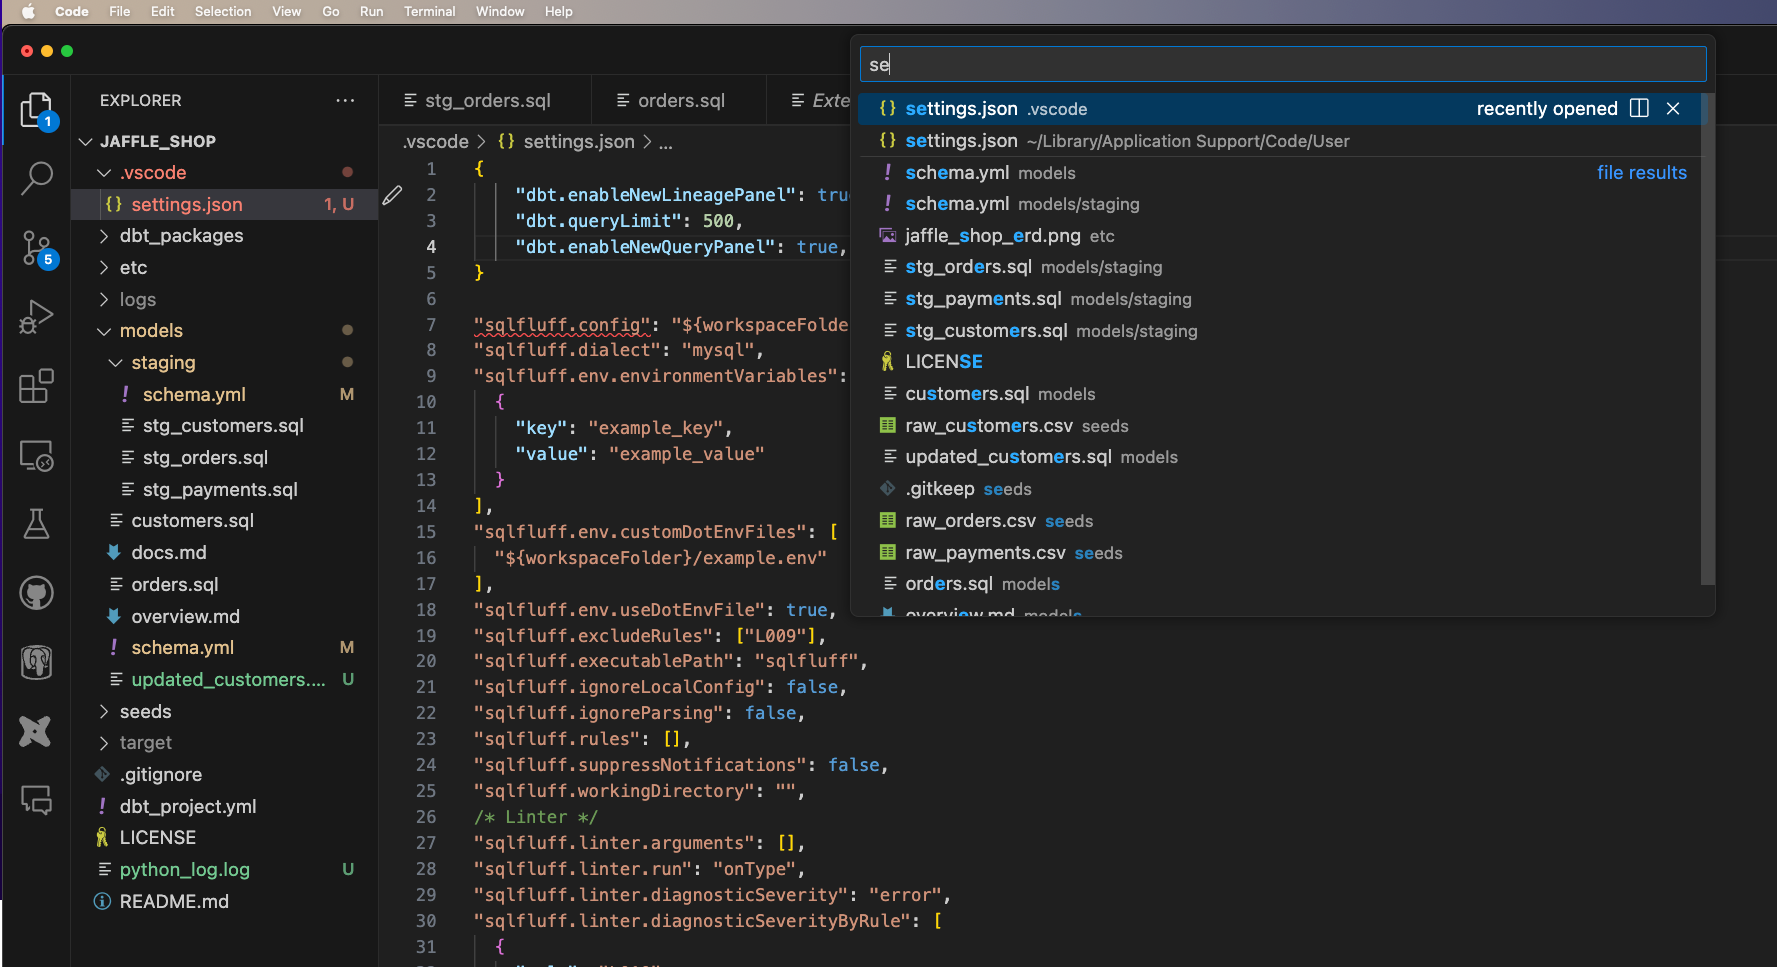 Code File Edit Selection View Go Run Terminal Window Help
se
settings.json .vscode recently opened
settings.json ~/Library/Application Support/Code/User
schema.yml models file results
schema.yml models/staging
jaffle_shop_erd.png etc
stg_orders.sql models/staging
stg_payments.sql models/staging
stg_customers.sql models/staging
LICENSE
customers.sql models
raw_customers.csv seeds
updated_customers.sql models
.gitkeep seeds
raw_orders.csv seeds
raw_payments.csv seeds
orders.sql models
overview.md models
1
5
EXPLORER ...
JAFFLE_SHOP
.vscode
{} settings.json 1, U
dbt_packages
etc
logs
models
staging
! schema.yml M
stg_customers.sql
stg_orders.sql
stg_payments.sql
customers.sql
docs.md
orders.sql
overview.md
! schema.yml M
updated_customers.... U
seeds
target
.gitignore
! dbt_project.yml
LICENSE
python_log.log U
README.md
stg_orders.sql orders.sql Exte
.vscode > {} settings.json > ...
1 {
2 "dbt.enableNewLineagePanel": tru
3 "dbt.queryLimit": 500,
4 "dbt.enableNewQueryPanel": true,
5 }
6
7 "sqlfluff.config": "${workspaceFolde
8 "sqlfluff.dialect": "mysql",
9 "sqlfluff.env.environmentVariables":
10 {
11 "key": "example_key",
12 "value": "example_value"
13 }
14 ],
15 "sqlfluff.env.customDotEnvFiles": [
16 "${workspaceFolder}/example.env"
17 ],
18 "sqlfluff.env.useDotEnvFile": true,
19 "sqlfluff.excludeRules": ["L009"],
20 "sqlfluff.executablePath": "sqlfluff",
21 "sqlfluff.ignoreLocalConfig": false,
22 "sqlfluff.ignoreParsing": false,
23 "sqlfluff.rules": [],
24 "sqlfluff.suppressNotifications": false,
25 "sqlfluff.workingDirectory": "",
26 /* Linter */
27 "sqlfluff.linter.arguments": [],
28 "sqlfluff.linter.run": "onType",
29 "sqlfluff.linter.diagnosticSeverity": "error",
30 "sqlfluff.linter.diagnosticSeverityByRule": [
31 {